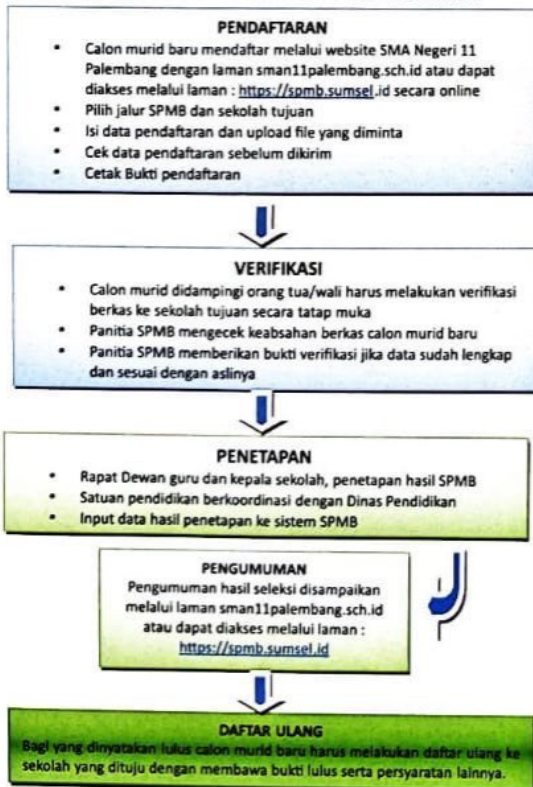 PENDAFTARAN
• Calon murid baru mendaftar melalui website SMA Negeri 11
Palembang dengan laman sman11palembang.sch.id atau dapat
diakses melalui laman : https://spmb.sumsel.id secara online
• Pilih jalur SPMB dan sekolah tujuan
• Isi data pendaftaran dan upload file yang diminta
• Cek data pendaftaran sebelum dikirim
• Cetak Bukti pendaftaran
VERIFIKASI
• Calon murid didampingi orang tua/wali harus melakukan verifikasi
berkas ke sekolah tujuan secara tatap muka
• Panitia SPMB mengecek keabsahan berkas calon murid baru
• Panitia SPMB memberikan bukti verifikasi jika data sudah lengkap
dan sesuai dengan aslinya
PENETAPAN
• Rapat Dewan guru dan kepala sekolah, penetapan hasil SPMB
• Satuan pendidikan berkoordinasi dengan Dinas Pendidikan
• Input data hasil penetapan ke sistem SPMB
PENGUMUMAN
Pengumuman hasil seleksi disampaikan
melalui laman sman11palembang.sch.id
atau dapat diakses melalui laman :
https://spmb.sumsel.id
DAFTAR ULANG
Bagi yang dinyatakan lulus calon murid baru harus melakukan daftar ulang ke
sekolah yang dituju dengan membawa bukti lulus serta persyaratan lainnya.